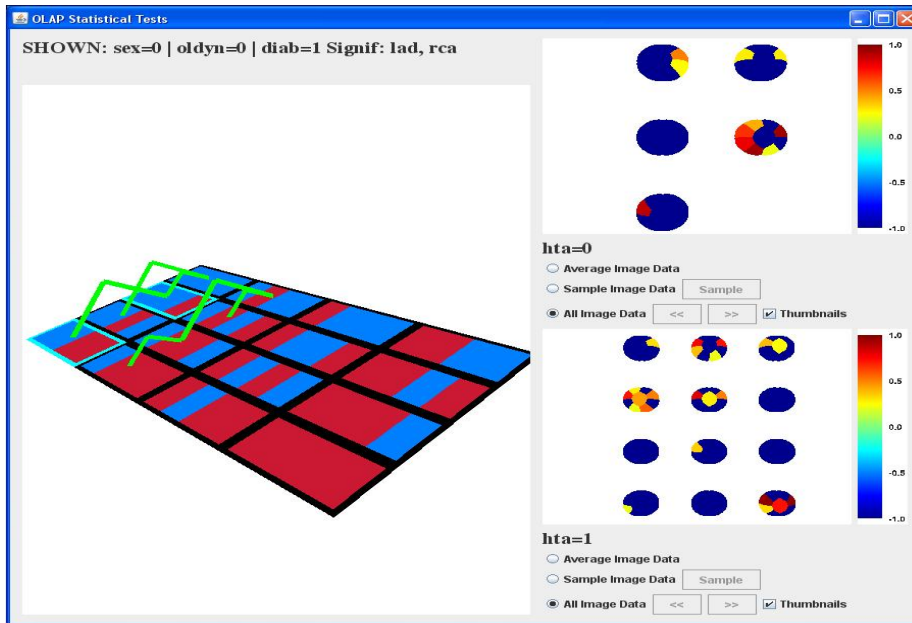 OLAP Statistical Tests
SHOWN: sex=0 | oldyn=0 | diab=1 Signif: lad, rca
1.0
0.5
0.0
-0.5
-1.0
hta=0
Average Image Data
Sample Image Data Sample
All Image Data << >> Thumbnails
1.0
0.5
0.0
-0.5
-1.0
hta=1
Average Image Data
Sample Image Data Sample
All Image Data << >> Thumbnails